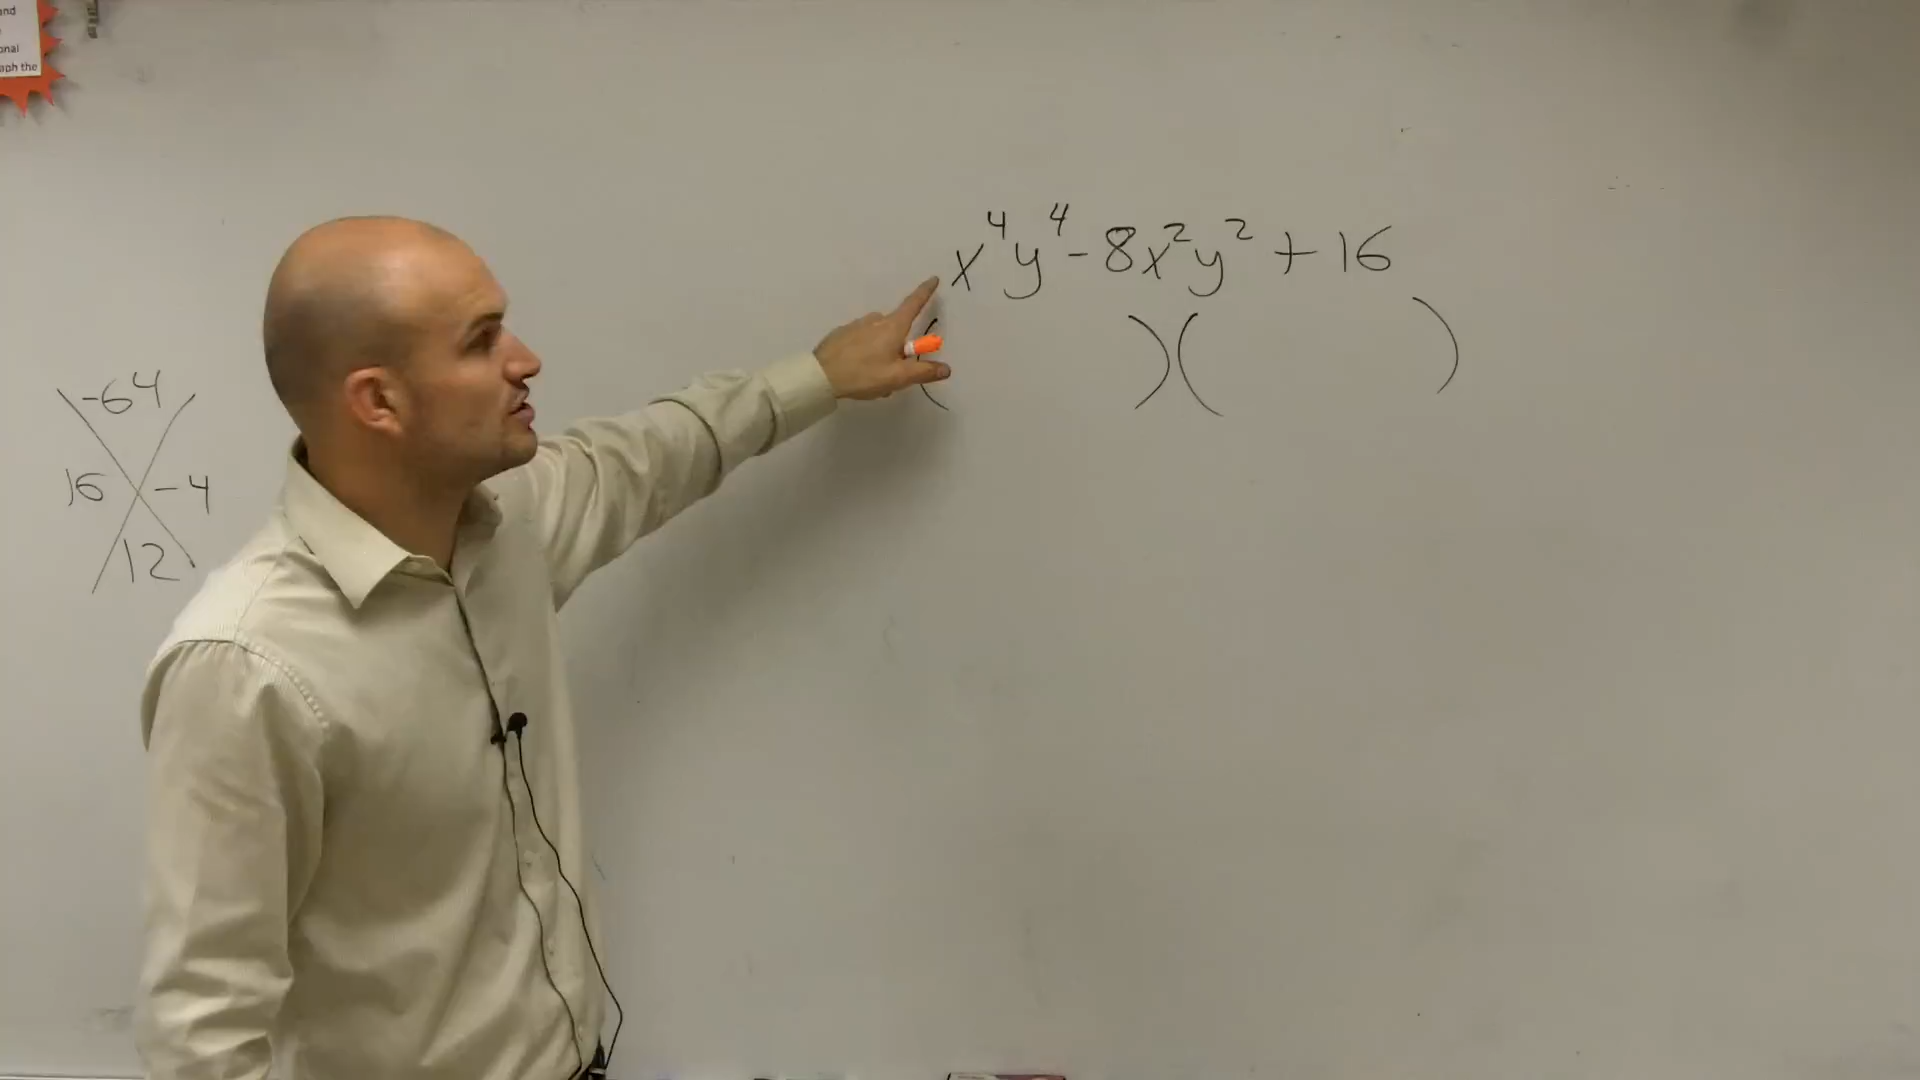 and
onal
aph the
x⁴y⁴ - 8x²y² + 16
( )( )
-64
16 -4
12